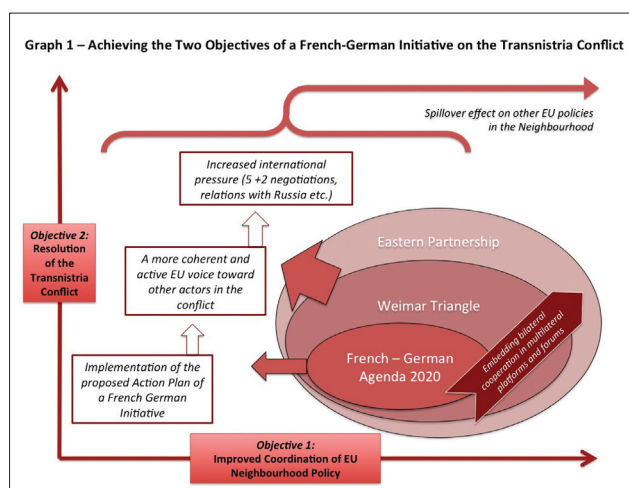 Graph 1 – Achieving the Two Objectives of a French-German Initiative on the Transnistria Conflict
Spillover effect on other EU policies
in the Neighbourhood
Increased international
pressure (5 +2 negotiations,
relations with Russia etc.)
Objective 2:
Resolution
of the
Transnistria
Conflict
A more coherent and
active EU voice toward
other actors in the
conflict
Implementation of the
proposed Action Plan of
a French German
Initiative
Eastern Partnership
Weimar Triangle
French – German
Agenda 2020
Embedding bilateral
cooperation in multilateral
platforms and forums
Objective 1:
Improved Coordination of EU
Neighbourhood Policy